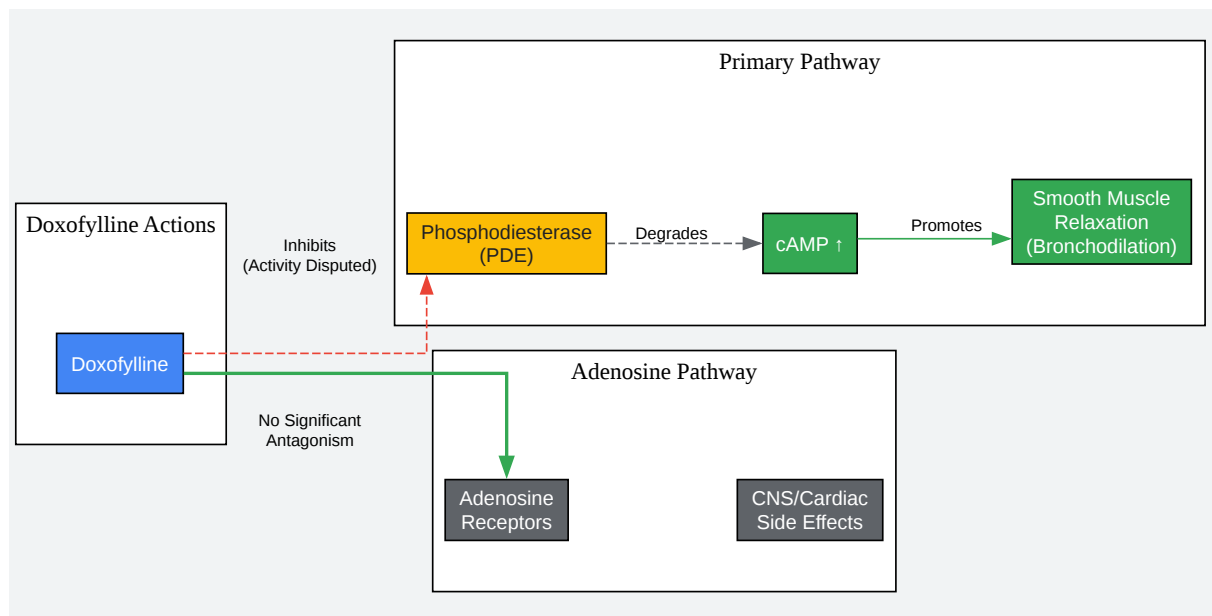 Primary Pathway
Smooth Muscle
Relaxation
(Bronchodilation)
Promotes
cAMP ↑
Degrades
Phosphodiesterase
(PDE)
Doxofylline Actions
Inhibits
(Activity Disputed)
Doxofylline
Adenosine Pathway
No Significant
Antagonism
Adenosine
Receptors
CNS/Cardiac
Side Effects